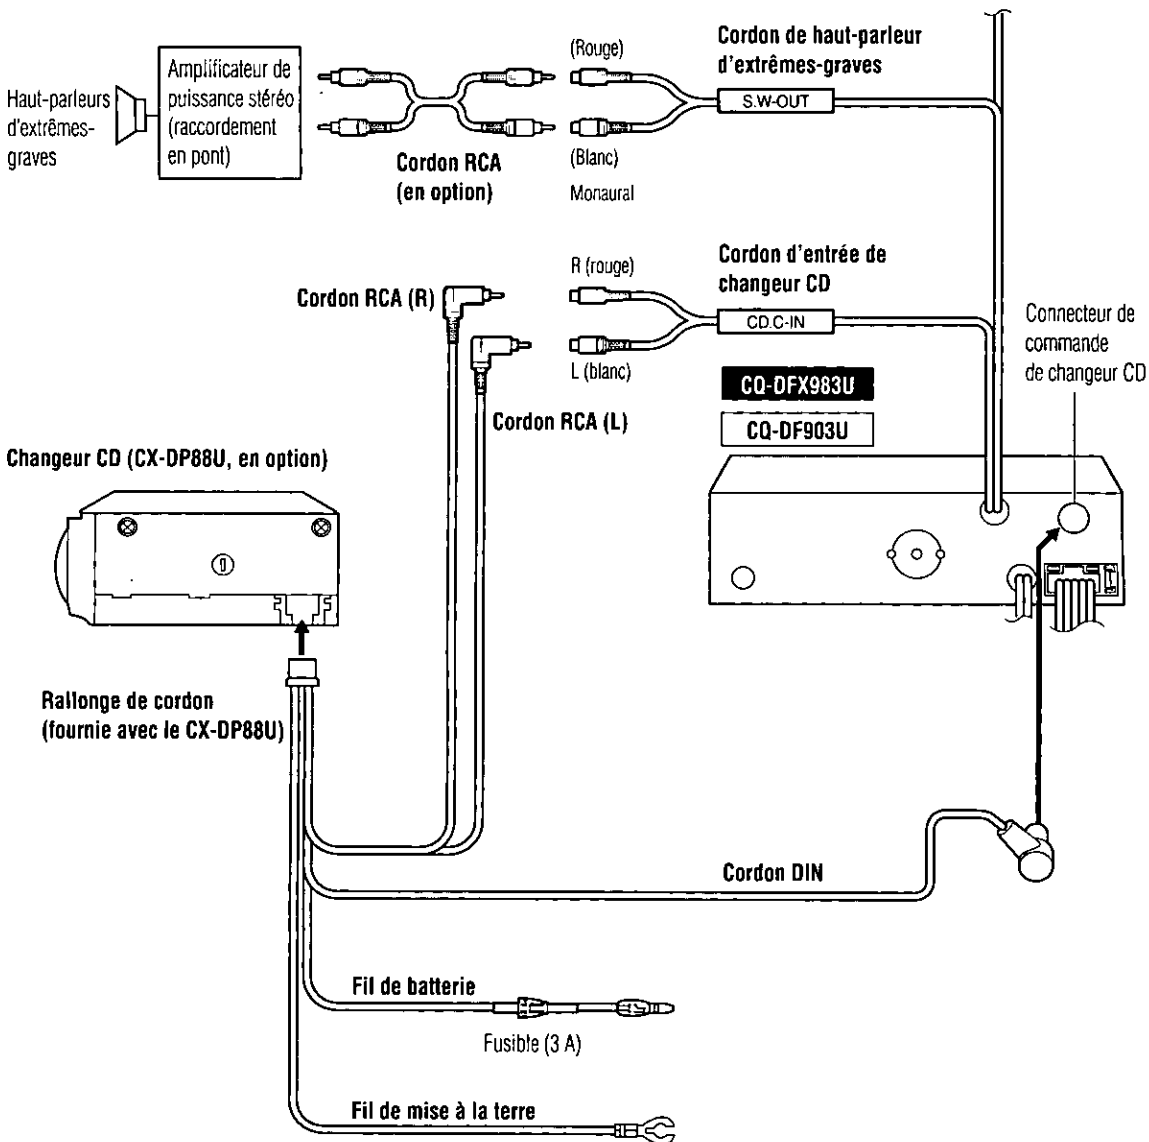 Haut-parleurs
d'extrêmes-
graves
Amplificateur de
puissance stéréo
(raccordement
en pont)
Cordon RCA
(en option)
(Rouge)
(Blanc)
Monaural
Cordon de haut-parleur
d'extrêmes-graves
S.W-OUT
Cordon RCA (R)
Cordon RCA (L)
R (rouge)
L (blanc)
Cordon d'entrée de
changeur CD
CD.C-IN
CQ-DFX983U
CQ-DF903U
Connecteur de
commande
de changeur CD
Changeur CD (CX-DP88U, en option)
Rallonge de cordon
(fournie avec le CX-DP88U)
Cordon DIN
Fil de batterie
Fusible (3 A)
Fil de mise à la terre